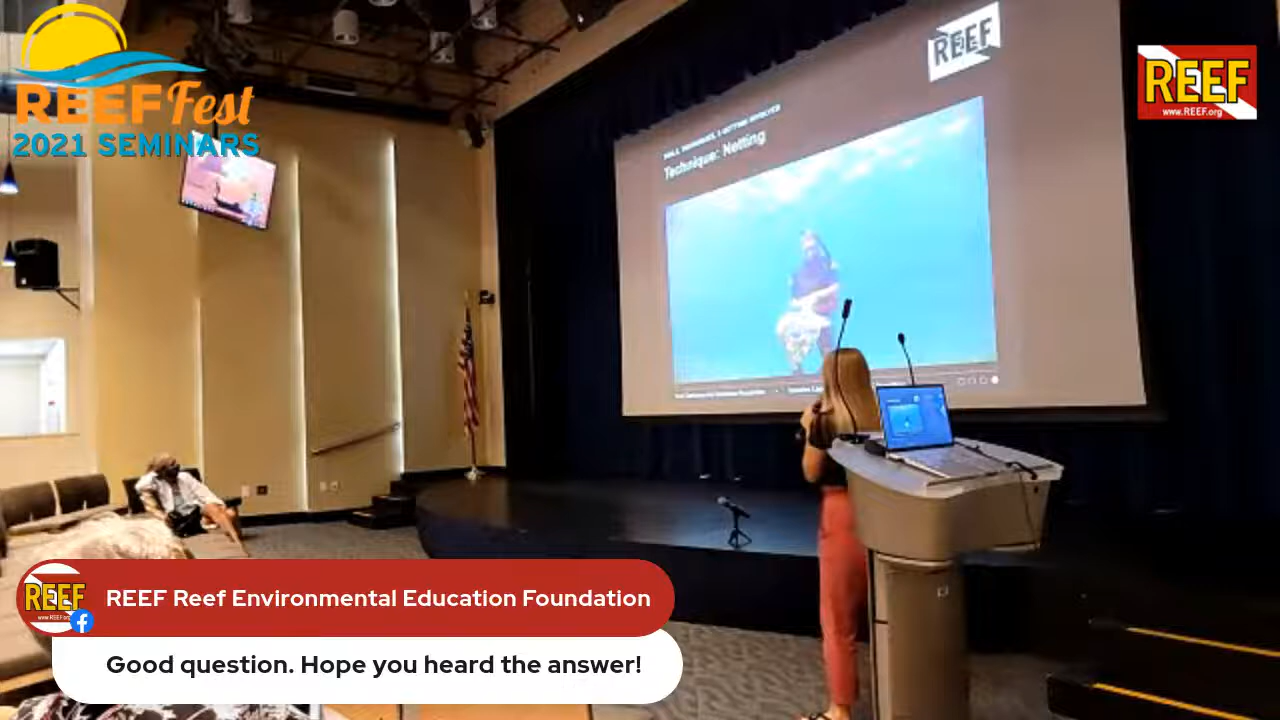 REEF Fest
2021 SEMINARS
REEF
REEF
www.REEF.org
Technique: Netting
REEF
REEF Reef Environmental Education Foundation
Good question. Hope you heard the answer!